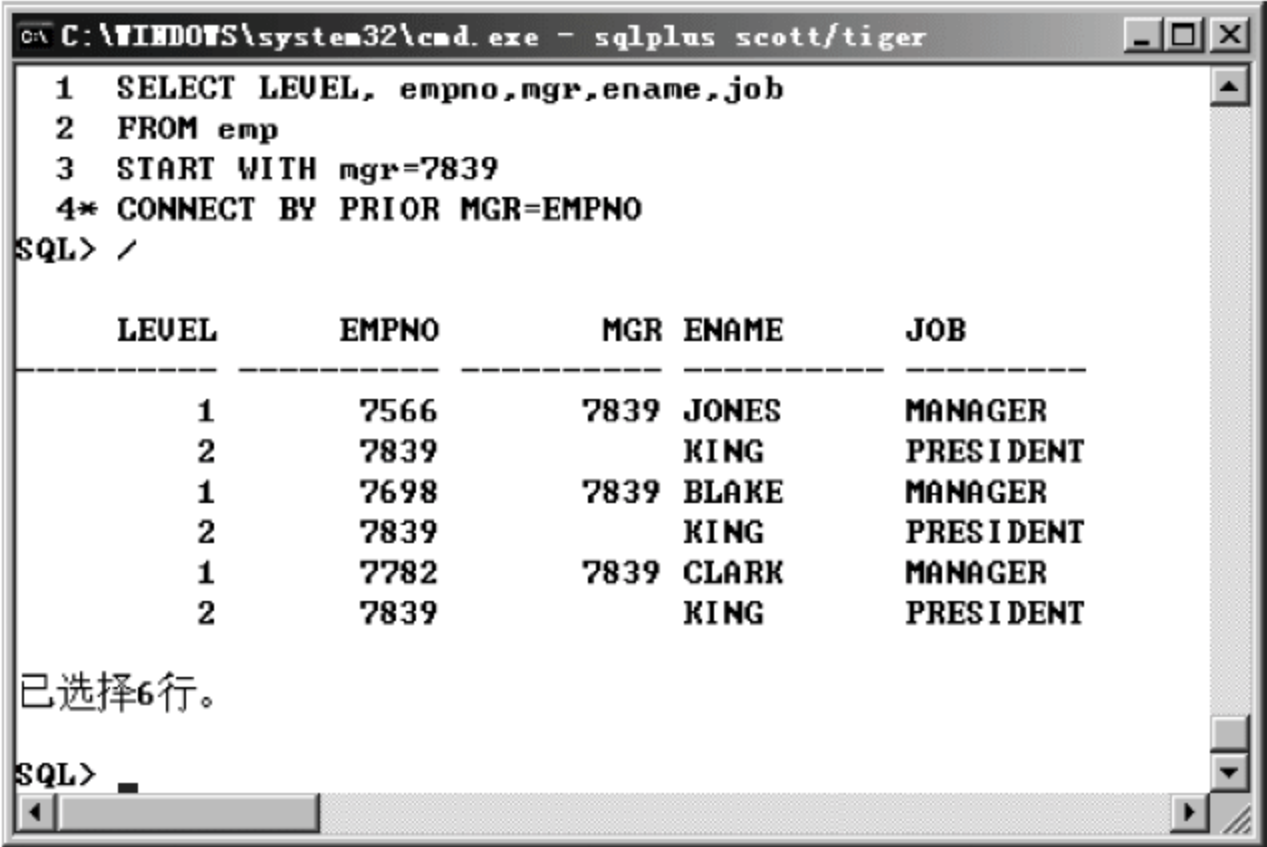 C:\WINDOWS\system32\cmd.exe - sqlplus scott/tiger
1 SELECT LEVEL, empno,mgr,ename,job
2 FROM emp
3 START WITH mgr=7839
4* CONNECT BY PRIOR MGR=EMPNO
SQL> /
LEVEL EMPNO MGR ENAME JOB
---------- ---------- ---------- ---------- ---------
1 7566 7839 JONES MANAGER
2 7839 KING PRESIDENT
1 7698 7839 BLAKE MANAGER
2 7839 KING PRESIDENT
1 7782 7839 CLARK MANAGER
2 7839 KING PRESIDENT
已选择6行。
SQL> _